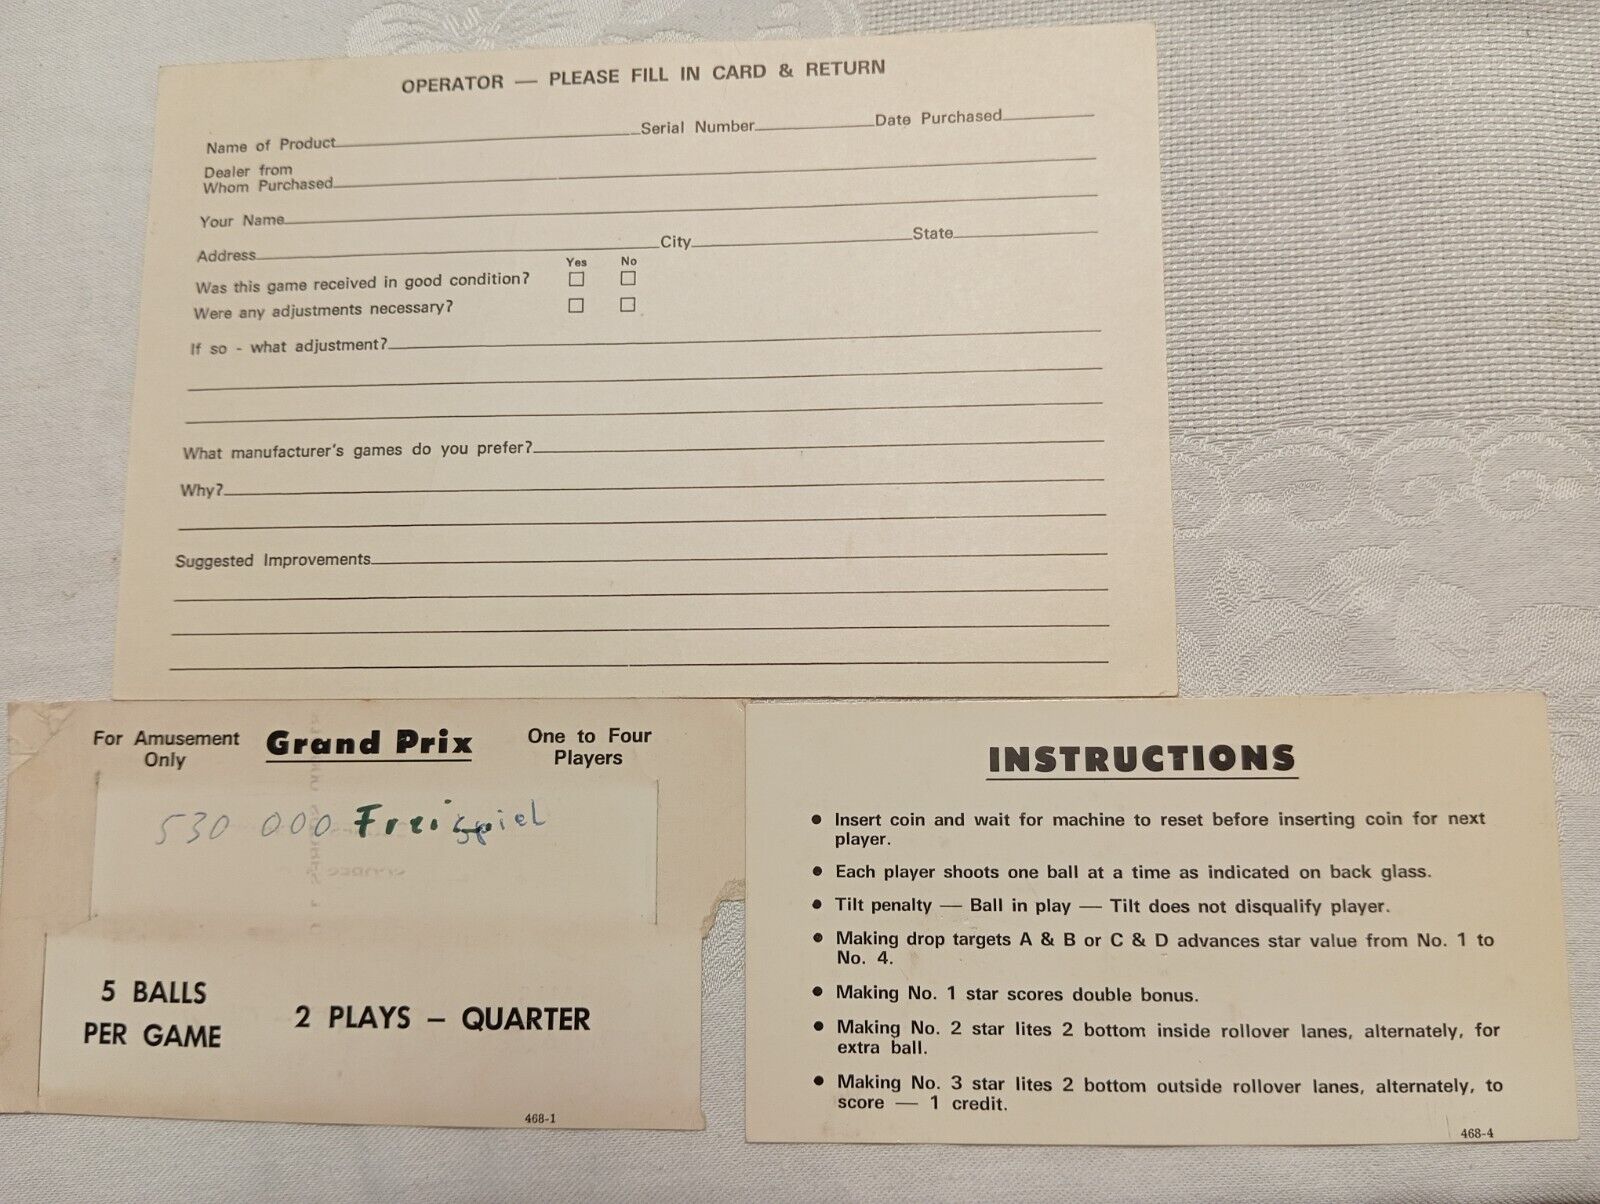 OPERATOR — PLEASE FILL IN CARD & RETURN
Name of Product Serial Number Date Purchased
Dealer from
Whom Purchased
Your Name
Address City State
Yes No
Was this game received in good condition?
Were any adjustments necessary?
If so - what adjustment?
What manufacturer's games do you prefer?
Why?
Suggested Improvements
For Amusement
Only
Grand Prix
One to Four
Players
530 000 Freispiel
5 BALLS
PER GAME
2 PLAYS — QUARTER
468-1
INSTRUCTIONS
● Insert coin and wait for machine to reset before inserting coin for next
player.
● Each player shoots one ball at a time as indicated on back glass.
● Tilt penalty — Ball in play — Tilt does not disqualify player.
● Making drop targets A & B or C & D advances star value from No. 1 to
No. 4.
● Making No. 1 star scores double bonus.
● Making No. 2 star lites 2 bottom inside rollover lanes, alternately, for
extra ball.
● Making No. 3 star lites 2 bottom outside rollover lanes, alternately, to
score — 1 credit.
468-4